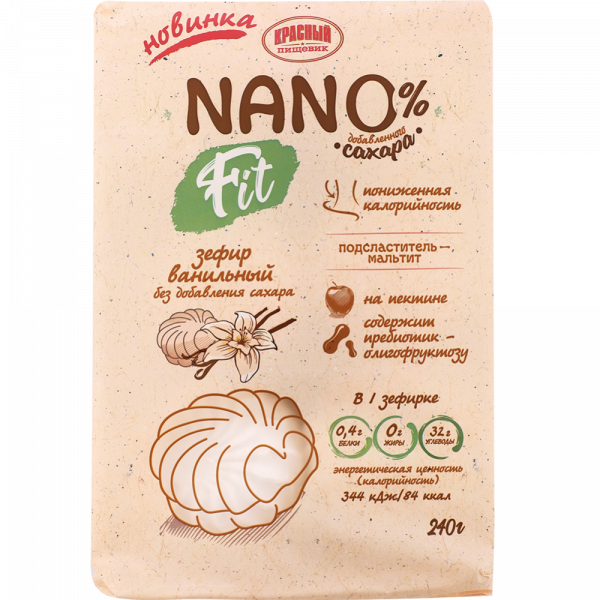 новинка
КРАСНЫЙ
пищевик
NANO%
добавленного
сахара
Fit
пониженная
калорийность
подсластитель—
мальтит
зефир
ванильный
без добавления сахара
на пектине
содержит
пребиотик –
олигофруктозу
В 1 зефирке
0,4г
БЕЛКИ
0г
ЖИРЫ
32г
УГЛЕВОДЫ
энергетическая ценность
(калорийность)
344 кДж/84 ккал
240г